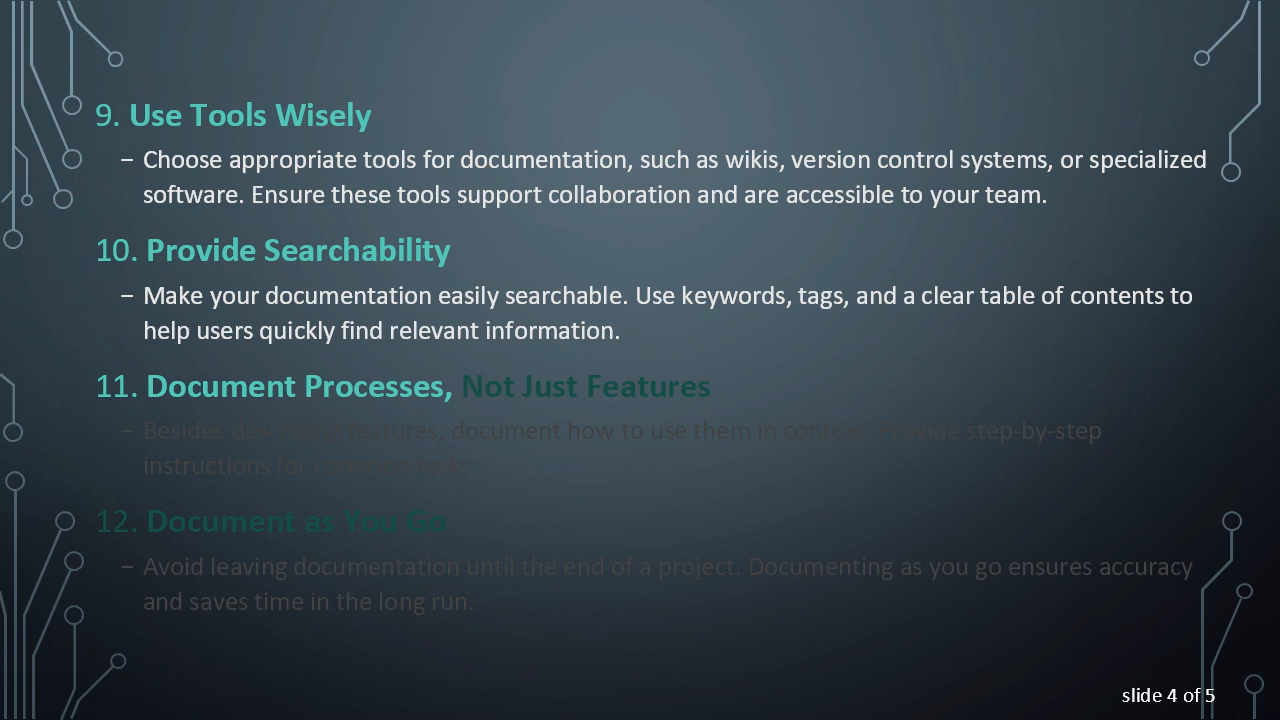 9. Use Tools Wisely
– Choose appropriate tools for documentation, such as wikis, version control systems, or specialized
software. Ensure these tools support collaboration and are accessible to your team.
10. Provide Searchability
– Make your documentation easily searchable. Use keywords, tags, and a clear table of contents to
help users quickly find relevant information.
11. Document Processes, Not Just Features
– Besides describing features, document how to use them in context. Provide step-by-step
instructions for common tasks.
12. Document as You Go
– Avoid leaving documentation until the end of a project. Documenting as you go ensures accuracy
and saves time in the long run.
slide 4 of 5